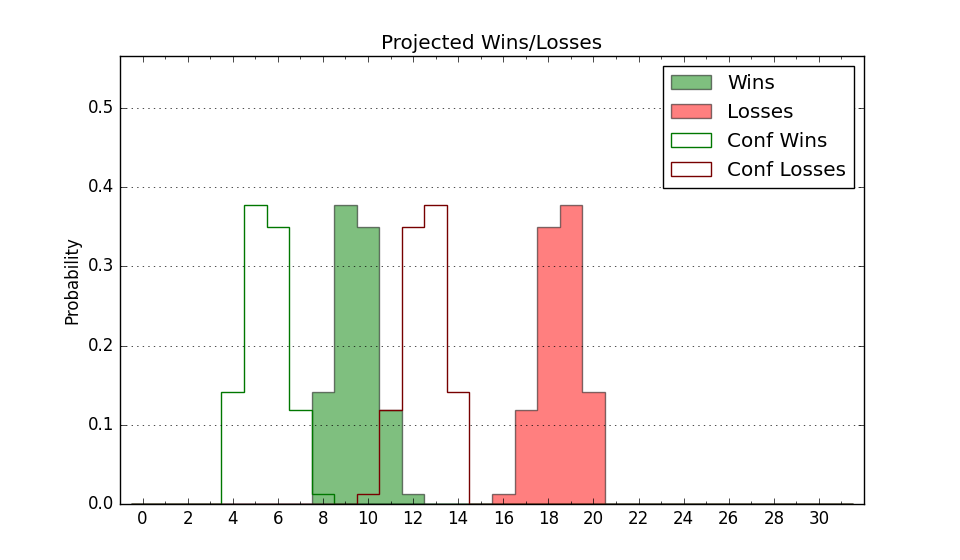 Projected Wins/Losses
Wins
Losses
Conf Wins
Conf Losses
Probability
0.5
0.4
0.3
0.2
0.1
0.0
0 2 4 6 8 10 12 14 16 18 20 22 24 26 28 30